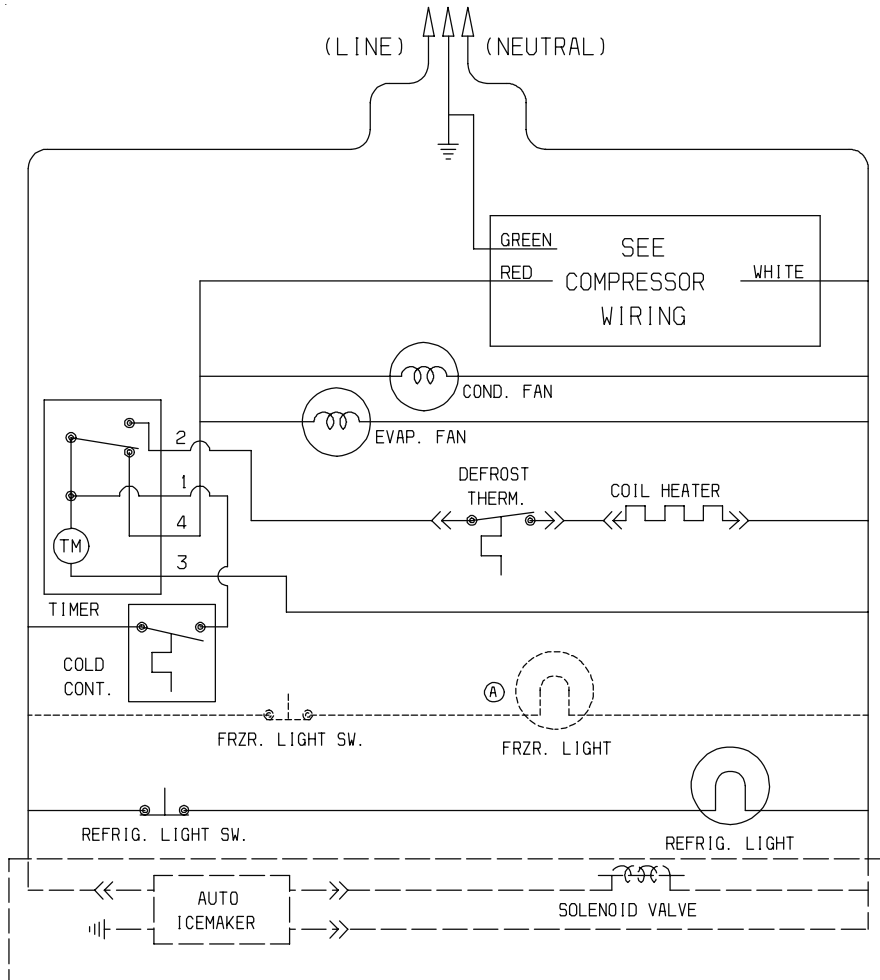 (LINE)
(NEUTRAL)
GREEN
SEE
RED
COMPRESSOR
WHITE
WIRING
COND. FAN
EVAP. FAN
2
1
4
3
TM
TIMER
DEFROST
THERM.
COIL HEATER
COLD
CONT.
A
FRZR. LIGHT SW.
FRZR. LIGHT
REFRIG. LIGHT SW.
REFRIG. LIGHT
AUTO
ICEMAKER
SOLENOID VALVE